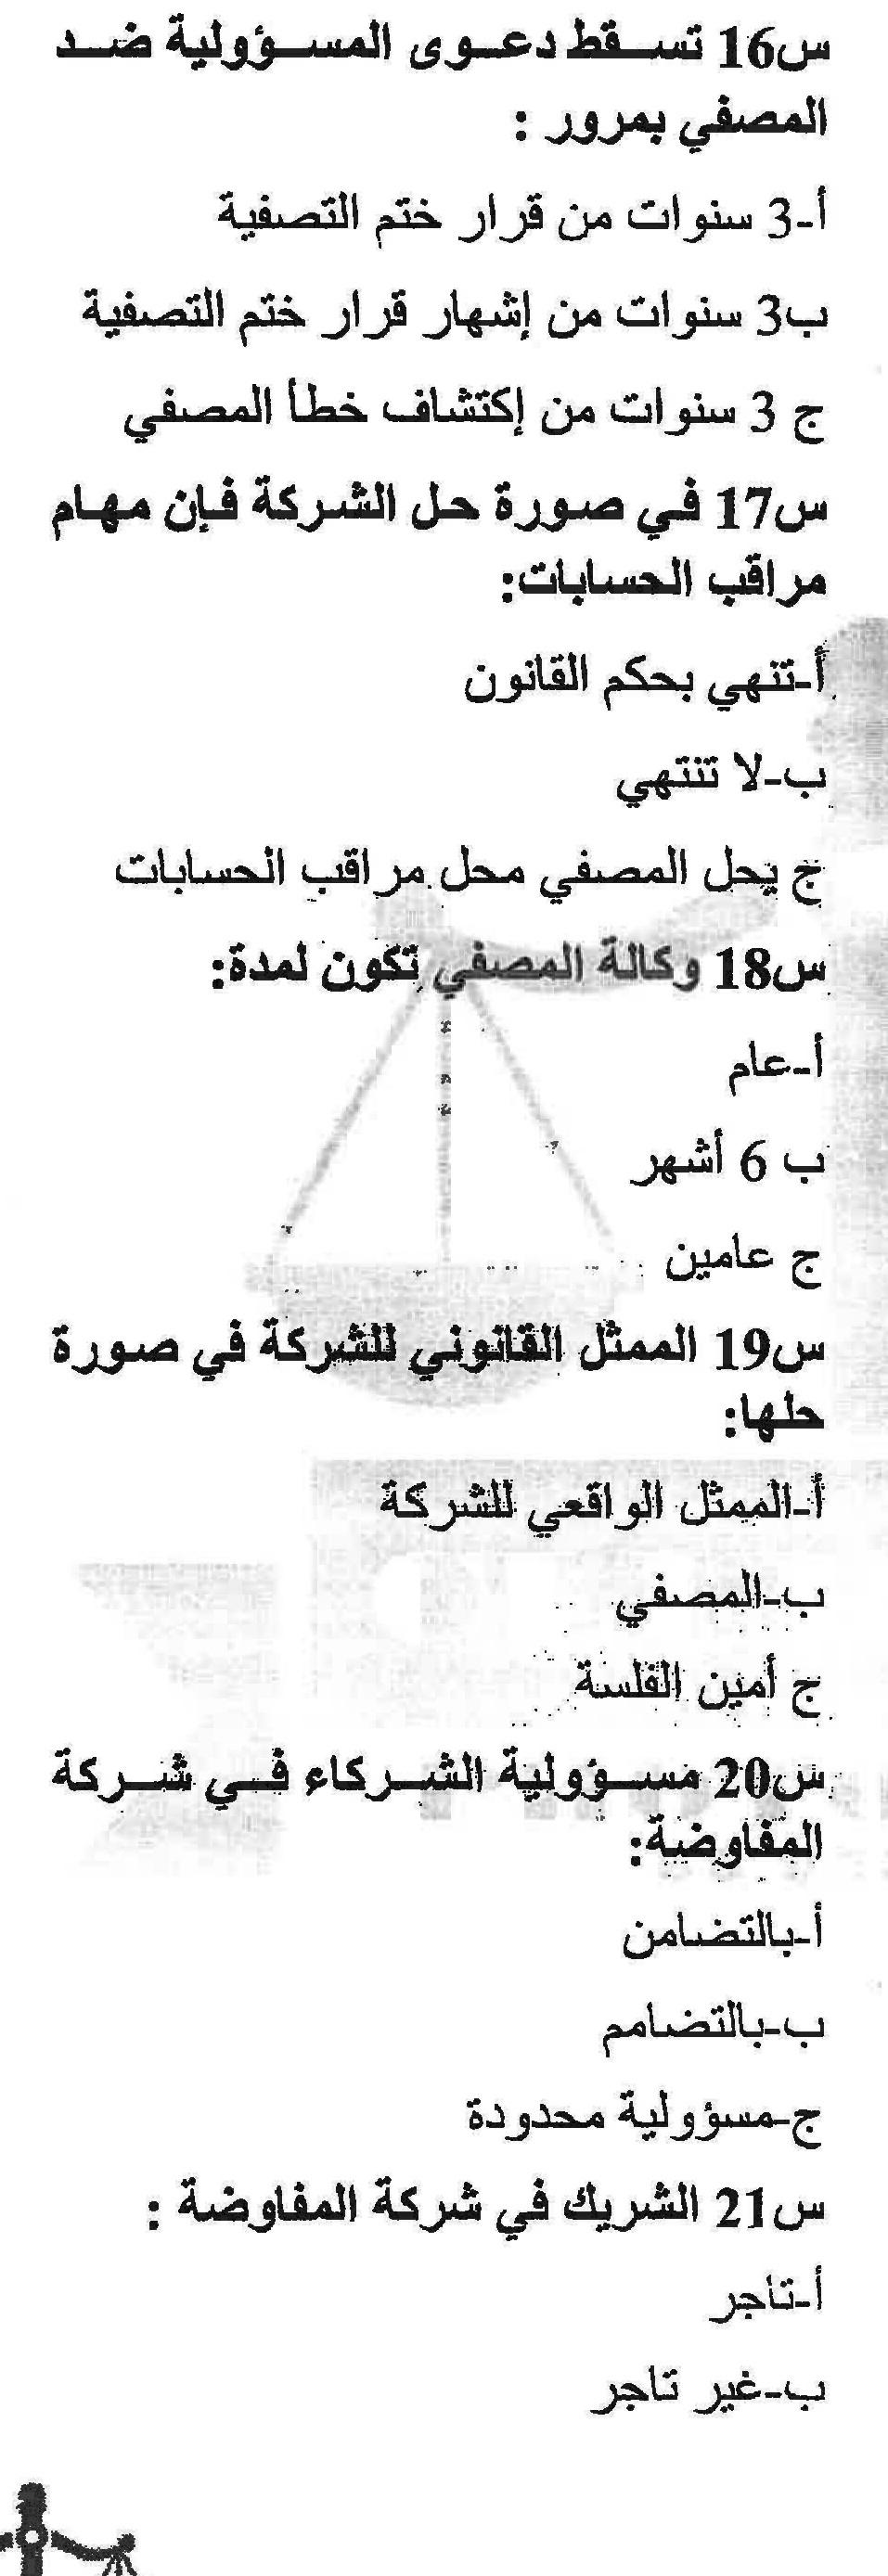 س16 تسقط دعوى المسؤولية ضد
المصفي بمرور :
أ-3 سنوات من قرار ختم التصفية
ب3 سنوات من إشهار قرار ختم التصفية
ج 3 سنوات من إكتشاف خطأ المصفي
س17 في صورة حل الشركة فإن مهام
مراقب الحسابات:
أ-تنهي بحكم القانون
ب-لا تنتهي
ج يحل المصفي محل مراقب الحسابات
س18 وكالة المصفي تكون لمدة:
أ-عام
ب 6 أشهر
ج عامين
س19 الممثل القانوني للشركة في صورة
حلها:
أ-الممثل الواقعي للشركة
ب-المصفي
ج أمين الفلسة
س20 مسؤولية الشركاء في شركة
المفاوضة:
أ-بالتضامن
ب-بالتضامم
ج-مسؤولية محدودة
س21 الشريك في شركة المفاوضة :
أ-تاجر
ب-غير تاجر